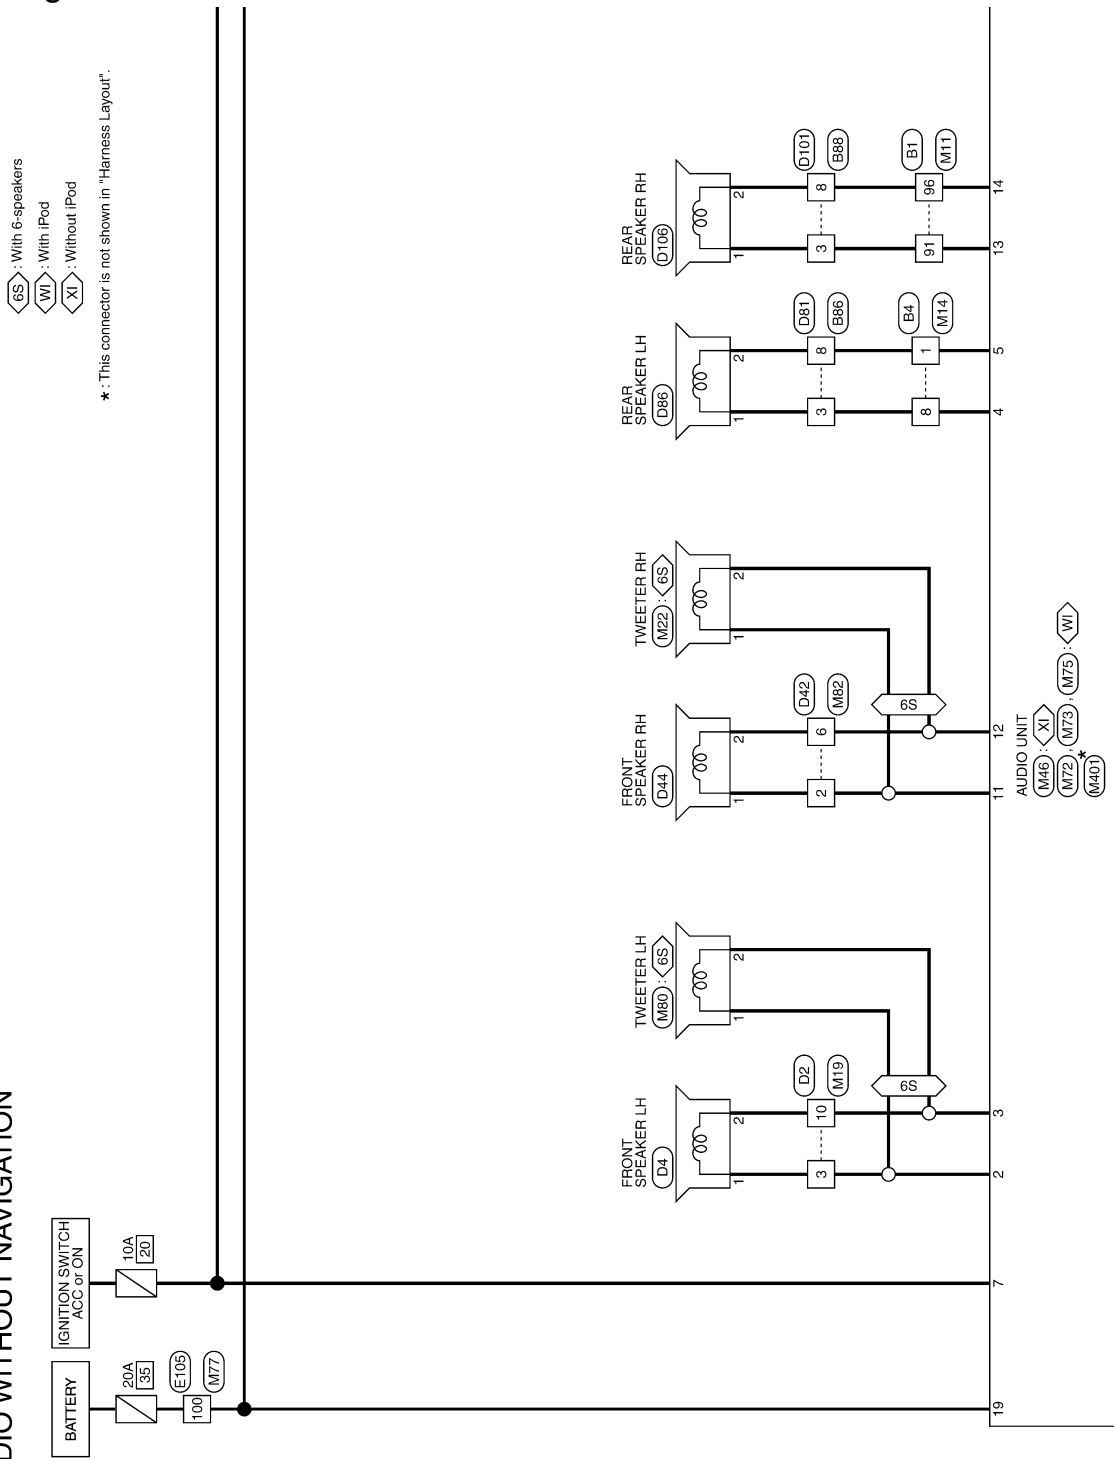 DIO WITHOUT NAVIGATION
6S : With 6-speakers
WI : With iPod
XI : Without iPod
* : This connector is not shown in "Harness Layout".
BATTERY
20A
35
100
E105
M77
19
IGNITION SWITCH
ACC or ON
10A
20
7
FRONT
SPEAKER LH
D4
1
2
3
10
D2
M19
6S
2
3
TWEETER LH
M80 : 6S
1
2
FRONT
SPEAKER RH
D44
1
2
2
6
D42
M82
6S
11
12
TWEETER RH
M22 : 6S
1
2
REAR
SPEAKER LH
D86
1
2
3
8
D81
B86
8
1
B4
M14
4
5
REAR
SPEAKER RH
D106
1
2
3
8
D101
B88
91
96
B1
M11
13
14
AUDIO UNIT
M46 : XI
M72 , M73 , M75 : WI
M401 *